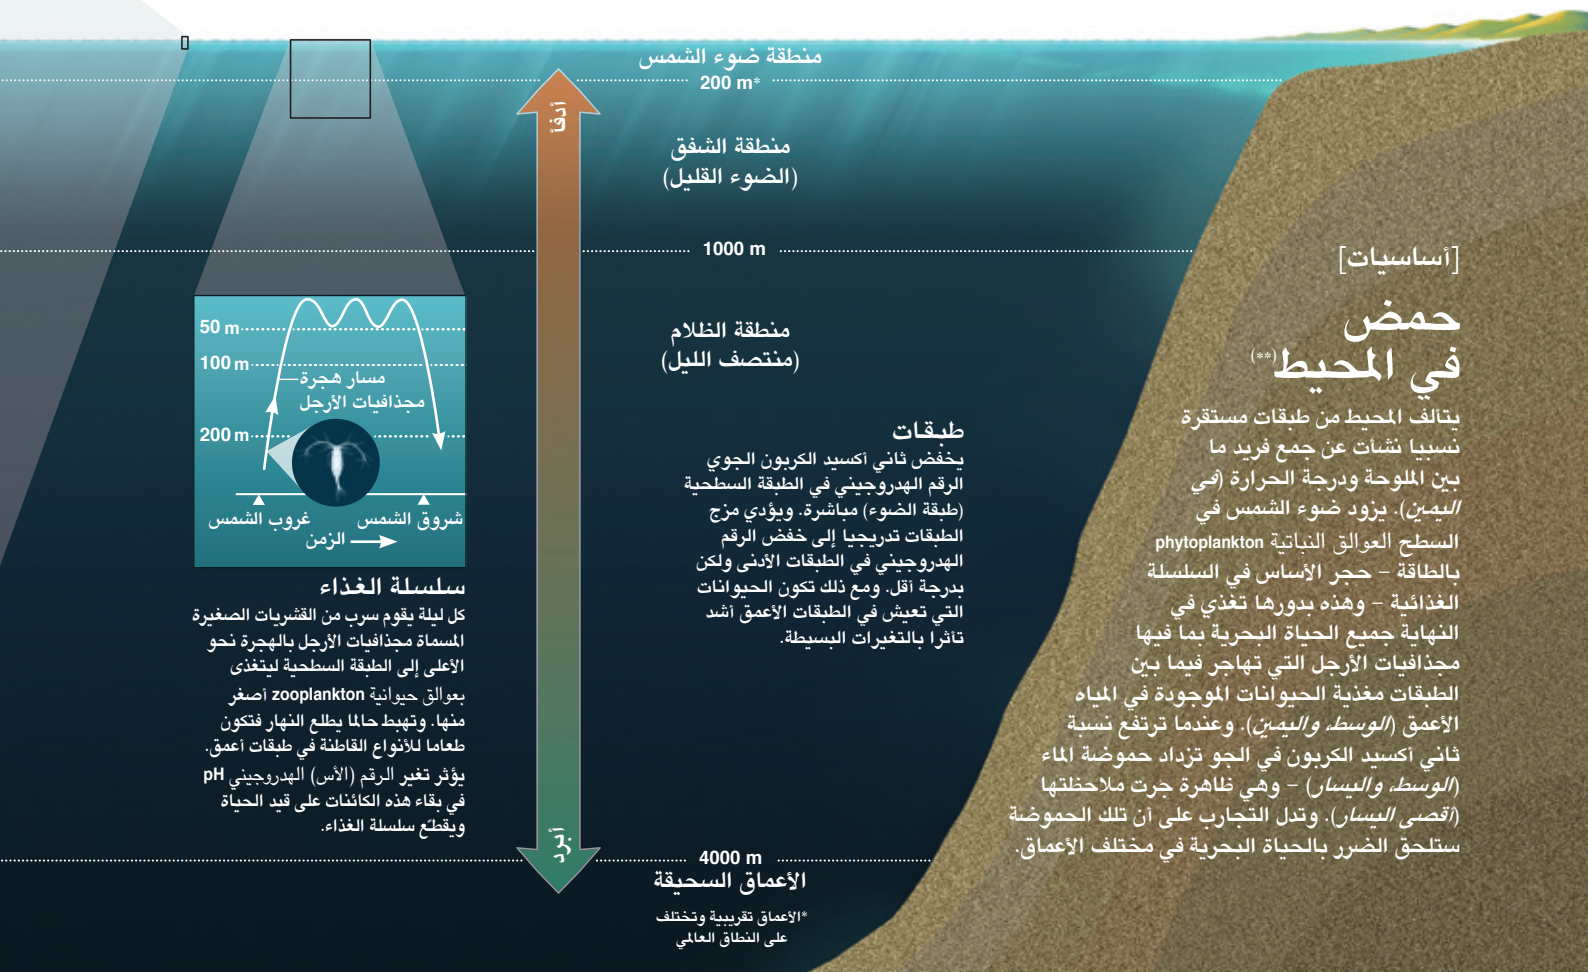 [أساسيات]
حمض
في المحيط(**)
يتألف المحيط من طبقات مستقرة
نسبيا نشأت عن جمع فريد ما
بين الملوحة ودرجة الحرارة (في
اليمين). يزود ضوء الشمس في
السطح العوالق النباتية phytoplankton
بالطاقة – حجر الأساس في السلسلة
الغذائية – وهذه بدورها تغذي في
النهاية جميع الحياة البحرية بما فيها
مجذافيات الأرجل التي تهاجر فيما بين
الطبقات مغذية الحيوانات الموجودة في المياه
الأعمق (الوسط، واليمين). وعندما ترتفع نسبة
ثاني أكسيد الكربون في الجو تزداد حموضة الماء
(الوسط، واليسار) – وهي ظاهرة جرت ملاحظتها
(أقصى اليسار). وتدل التجارب على أن تلك الحموضة
ستلحق الضرر بالحياة البحرية في مختلف الأعماق.
منطقة ضوء الشمس
200 m*
منطقة الشفق
(الضوء القليل)
1000 m
منطقة الظلام
(منتصف الليل)
طبقات
يخفض ثاني أكسيد الكربون الجوي
الرقم الهدروجيني في الطبقة السطحية
(طبقة الضوء) مباشرة. ويؤدي مزج
الطبقات تدريجيا إلى خفض الرقم
الهدروجيني في الطبقات الأدنى ولكن
بدرجة أقل. ومع ذلك تكون الحيوانات
التي تعيش في الطبقات الأعمق أشد
تأثرا بالتغيرات البسيطة.
4000 m
الأعماق السحيقة
*الأعماق تقريبية وتختلف
على النطاق العالمي
أدفأ
أبرد
50 m
100 m
مسار هجرة
مجذافيات الأرجل
200 m
شروق الشمس
غروب الشمس
الزمن
سلسلة الغذاء
كل ليلة يقوم سرب من القشريات الصغيرة
المسماة مجذافيات الأرجل بالهجرة نحو
الأعلى إلى الطبقة السطحية ليتغذى
بعوالق حيوانية zooplankton أصغر
منها. وتهبط حالما يطلع النهار فتكون
طعاما للأنواع القاطنة في طبقات أعمق.
يؤثر تغير الرقم (الأس) الهدروجيني pH
في بقاء هذه الكائنات على قيد الحياة
ويقطّع سلسلة الغذاء.